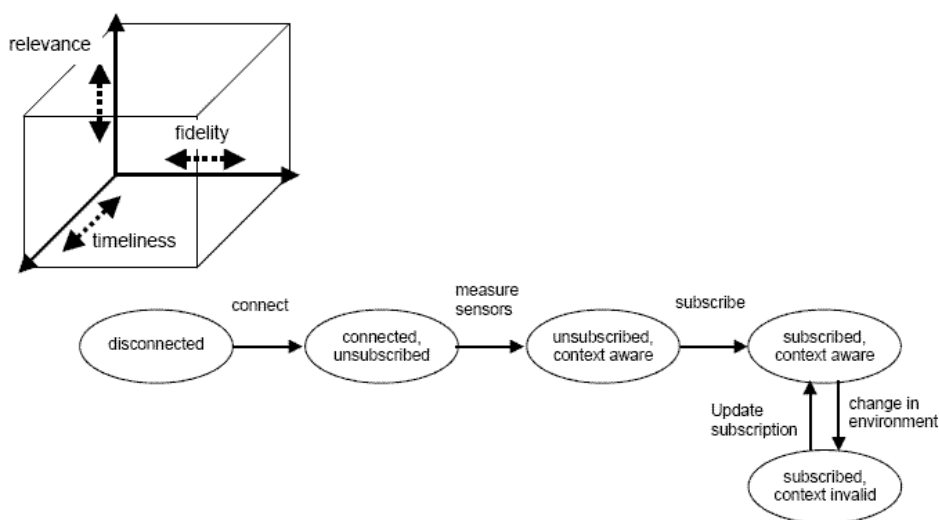 relevance
fidelity
timeliness
connect
measure
sensors
subscribe
disconnected
connected,
unsubscribed
unsubscribed,
context aware
subscribed,
context aware
Update
subscription
change in
environment
subscribed,
context invalid